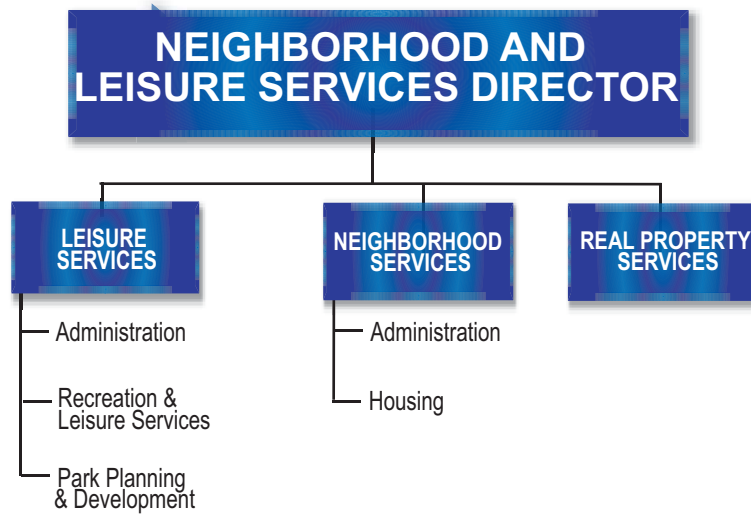 NEIGHBORHOOD AND
LEISURE SERVICES DIRECTOR
LEISURE
SERVICES
NEIGHBORHOOD
SERVICES
REAL PROPERTY
SERVICES
Administration
Recreation &
Leisure Services
Park Planning
& Development
Administration
Housing